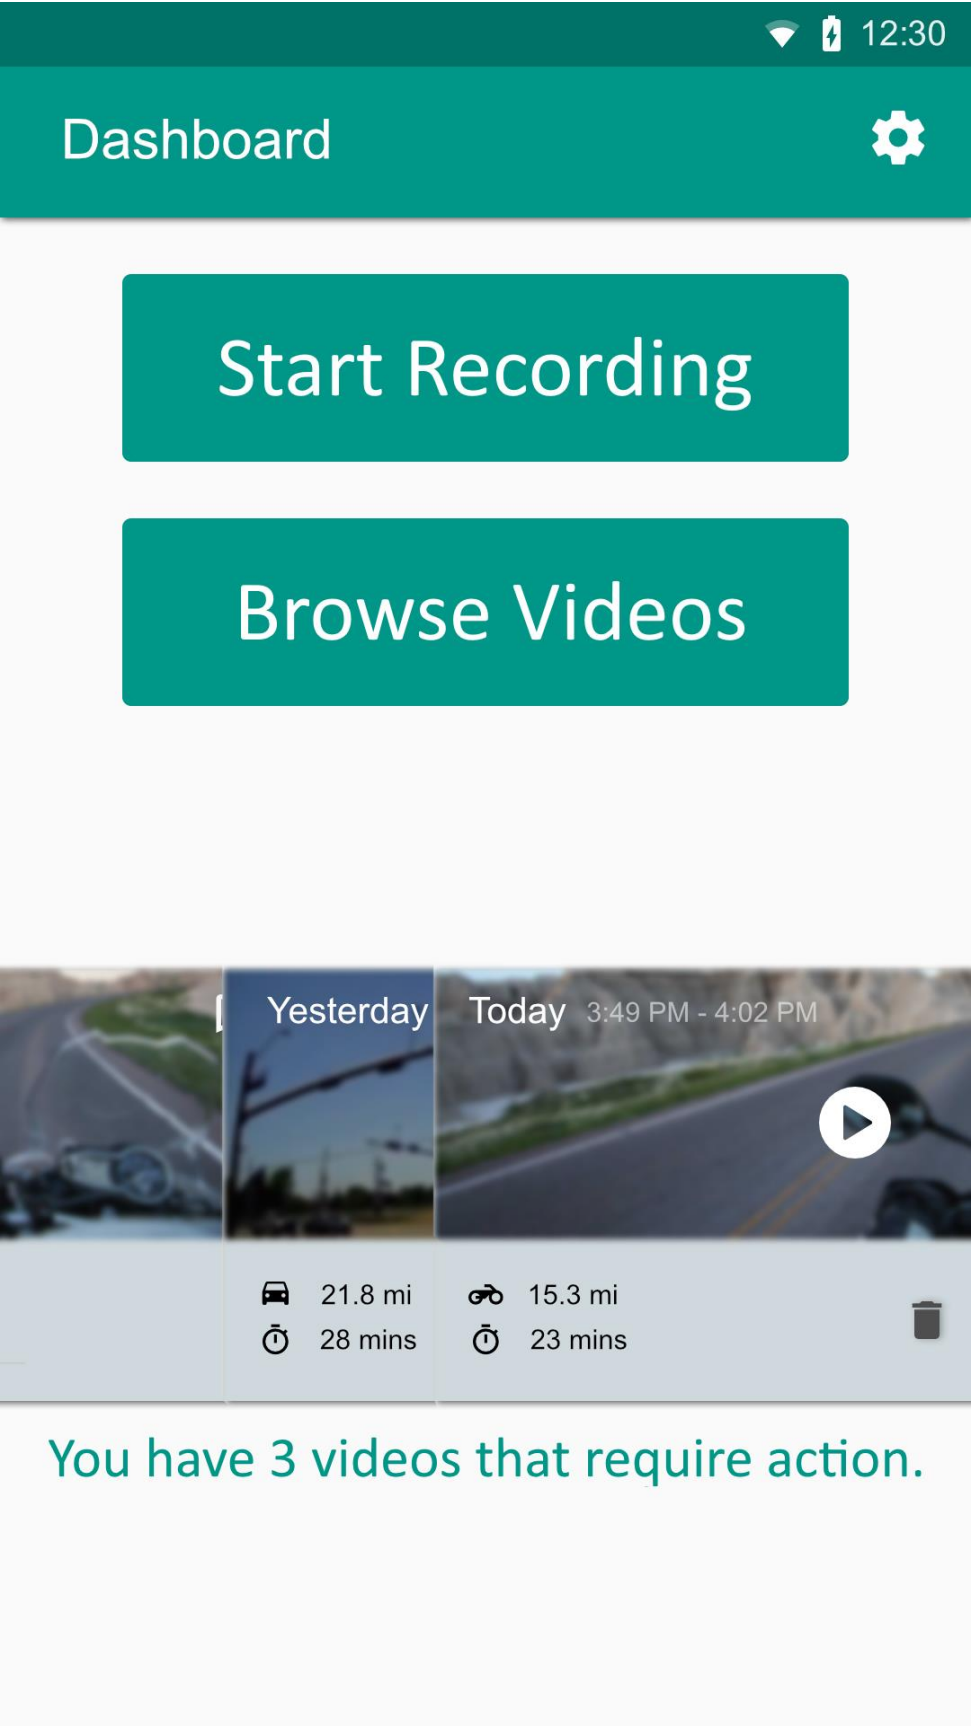 12:30
Dashboard
Start Recording
Browse Videos
Yesterday
Today 3:49 PM - 4:02 PM
21.8 mi
15.3 mi
28 mins
23 mins
You have 3 videos that require action.